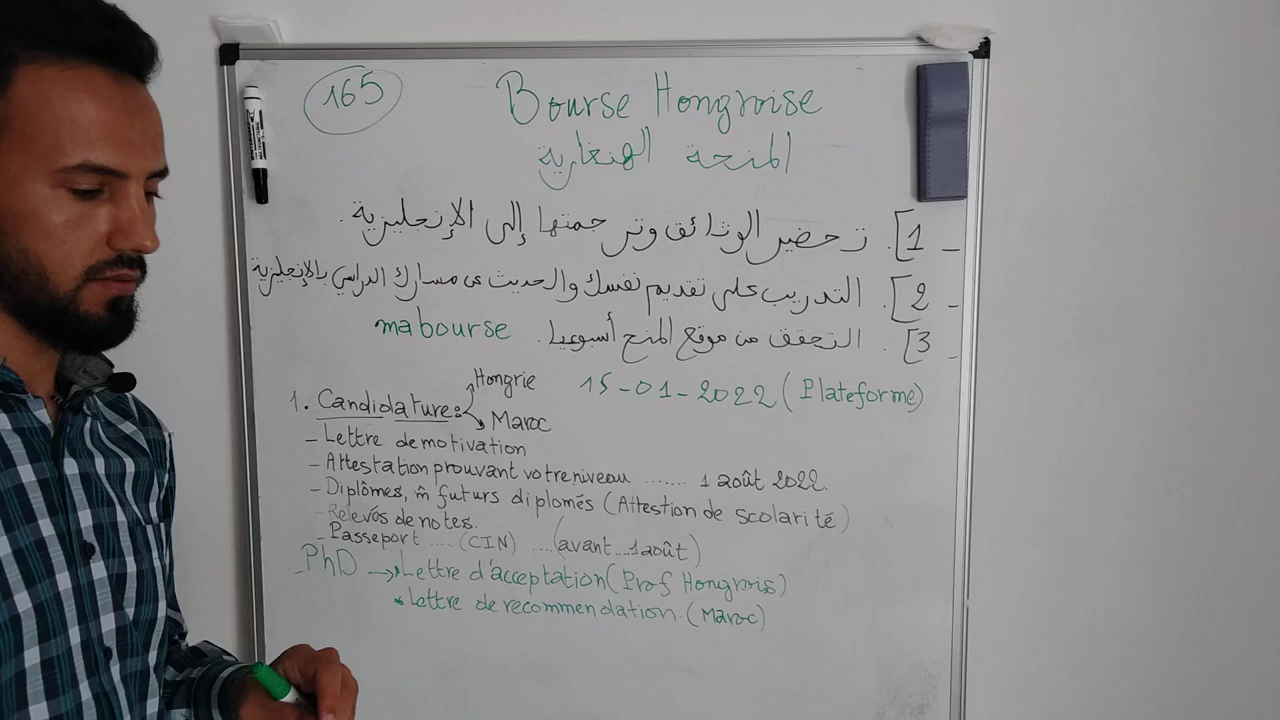 165
Bourse Hongroise
المنحة الهنغارية
1]. تحضير الوثائق وترجمتها إلى الإنجليزية.
2]. التدريب على تقديم نفسك والحديث عن مسارك الدراسي بالإنجليزية
3]. التحقق من موقع المنح أسبوعيا. mabourse
15-01-2022 (Plateforme)
1. Candidature: Hongrie
Maroc
- Lettre de motivation
- Attestation prouvant votre niveau ....... 1 août 2022.
- Diplômes, m̂ futurs diplomés (Attestion de scolarité)
- Relevés de notes.
- Passeport .... (CIN) ... (avant ... 1 août)
- PhD → * Lettre d'acceptation (Prof Hongrois)
* Lettre de recommendation. (Maroc)